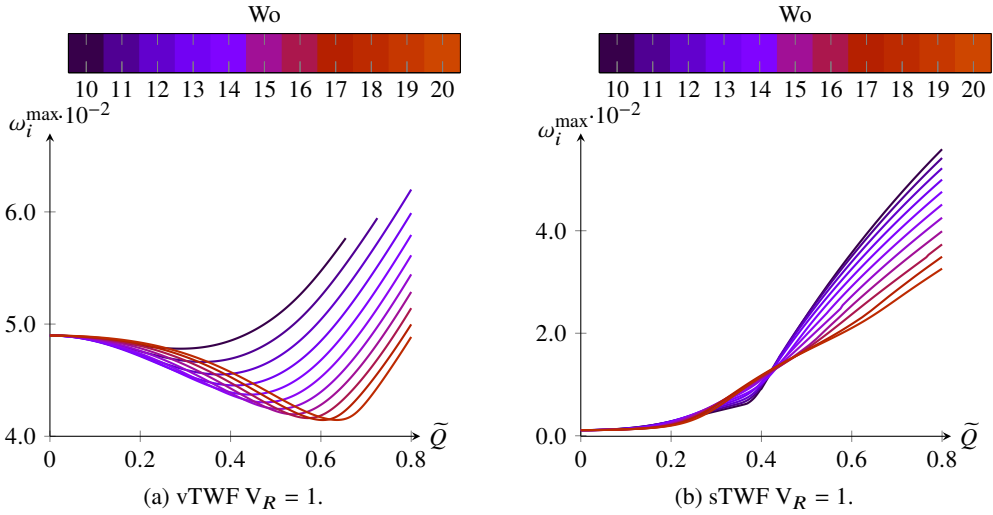 Wo
10 11 12 13 14 15 16 17 18 19 20
ω_i^max·10^−2
6.0
5.0
4.0
0 0.2 0.4 0.6 0.8
Q̃
(a) vTWF V_R = 1.
Wo
10 11 12 13 14 15 16 17 18 19 20
ω_i^max·10^−2
4.0
2.0
0.0
0 0.2 0.4 0.6 0.8
Q̃
(b) sTWF V_R = 1.